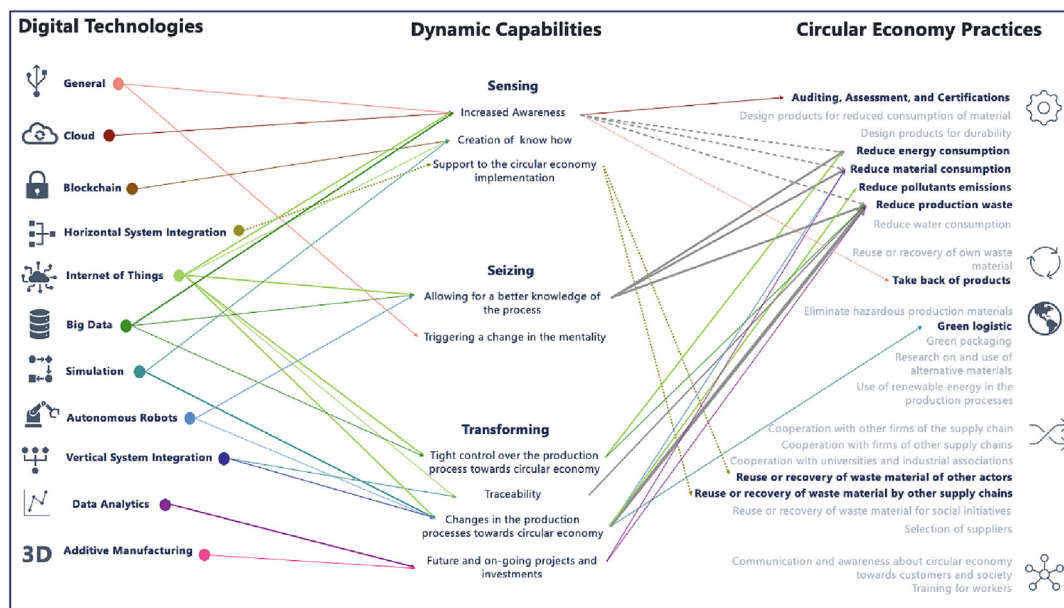 Digital Technologies
Dynamic Capabilities
Circular Economy Practices
General
Cloud
Blockchain
Horizontal System Integration
Internet of Things
Big Data
Simulation
Autonomous Robots
Vertical System Integration
Data Analytics
3D
Additive Manufacturing
Sensing
Increased Awareness
Creation of know how
Support to the circular economy
implementation
Seizing
Allowing for a better knowledge of
the process
Triggering a change in the mentality
Transforming
Tight control over the production
process towards circular economy
Traceability
Changes in the production
processes towards circular economy
Future and on-going projects and
investments
Auditing, Assessment, and Certifications
Design products for reduced consumption of material
Design products for durability
Reduce energy consumption
Reduce material consumption
Reduce pollutants emissions
Reduce production waste
Reduce water consumption
Reuse or recovery of own waste
material
Take back of products
Eliminate hazardous production materials
Green logistic
Green packaging
Research on and use of
alternative materials
Use of renewable energy in the
production processes
Cooperation with other firms of the supply chain
Cooperation with firms of other supply chains
Cooperation with universities and industrial associations
Reuse or recovery of waste material of other actors
Reuse or recovery of waste material by other supply chains
Reuse or recovery of waste material for social initiatives
Selection of suppliers
Communication and awareness about circular economy
towards customers and society
Training for workers